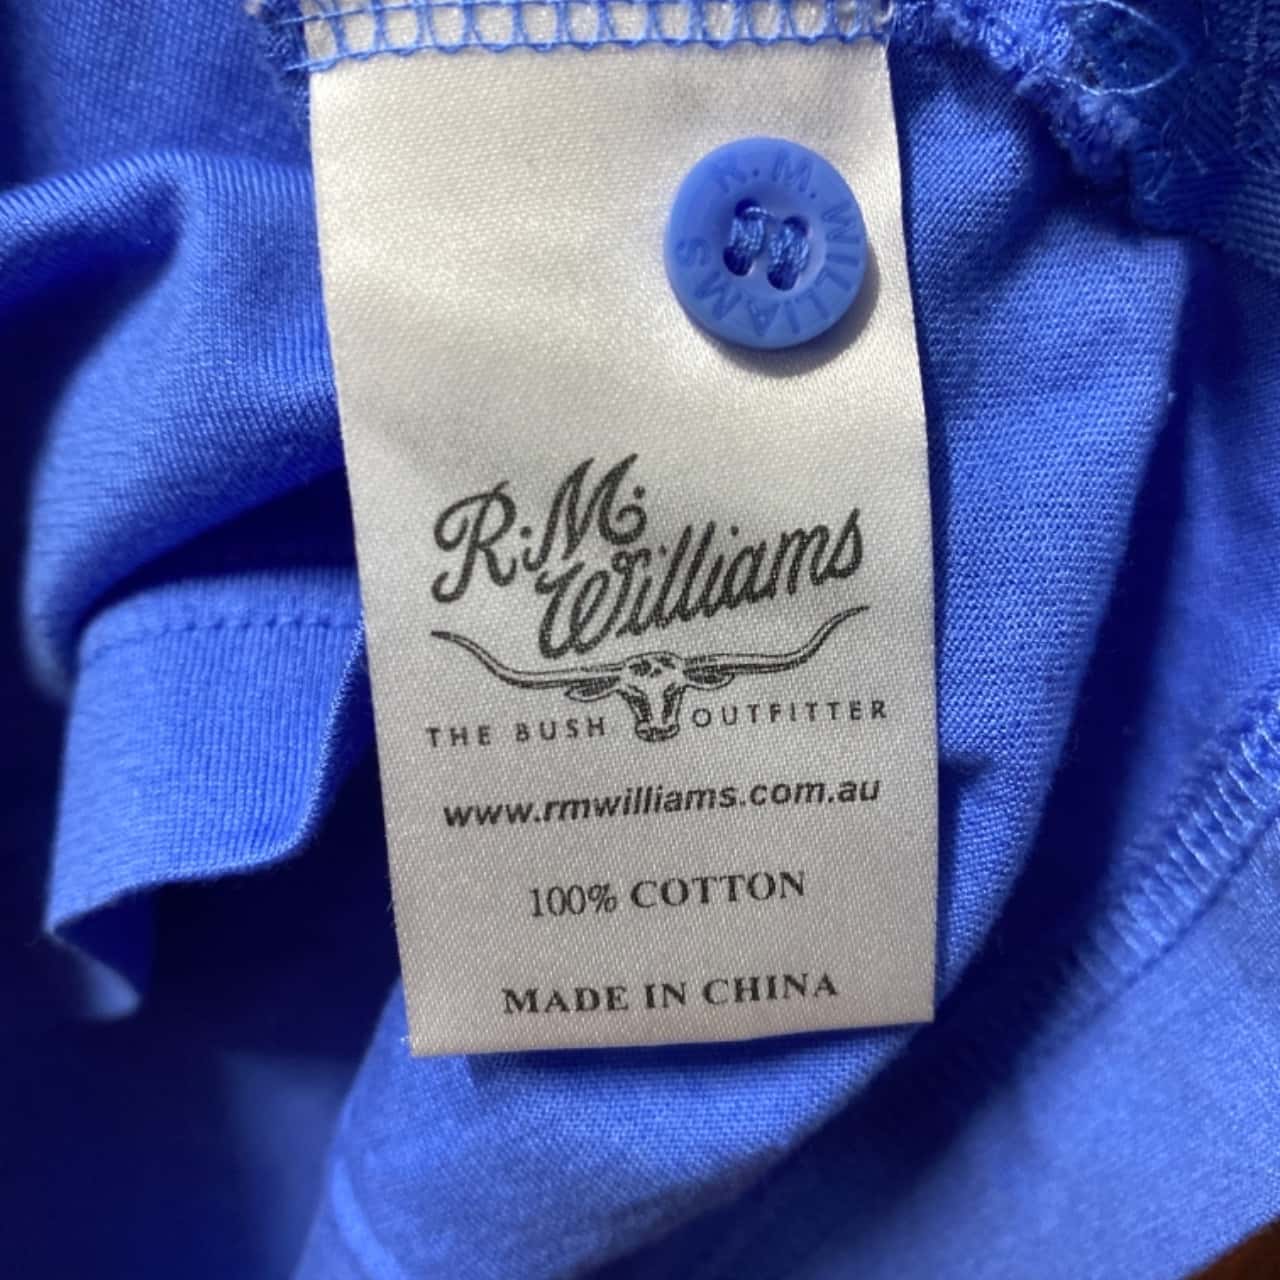 R.M. WILLIAMS
R.M.
Williams
THE BUSH OUTFITTER
www.rmwilliams.com.au
100% COTTON
MADE IN CHINA